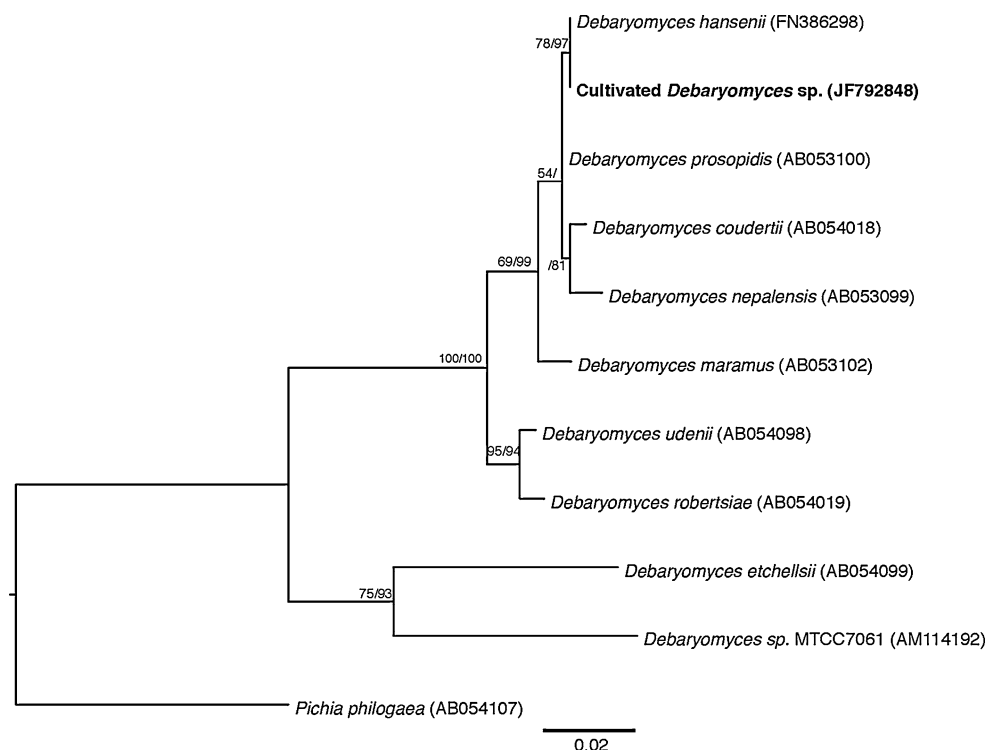 Debaryomyces hansenii (FN386298)
78/97
Cultivated Debaryomyces sp. (JF792848)
Debaryomyces prosopidis (AB053100)
54/
Debaryomyces coudertii (AB054018)
69/99
/81
Debaryomyces nepalensis (AB053099)
100/100
Debaryomyces maramus (AB053102)
Debaryomyces udenii (AB054098)
95/94
Debaryomyces robertsiae (AB054019)
Debaryomyces etchellsii (AB054099)
75/93
Debaryomyces sp. MTCC7061 (AM114192)
Pichia philogaea (AB054107)
0.02